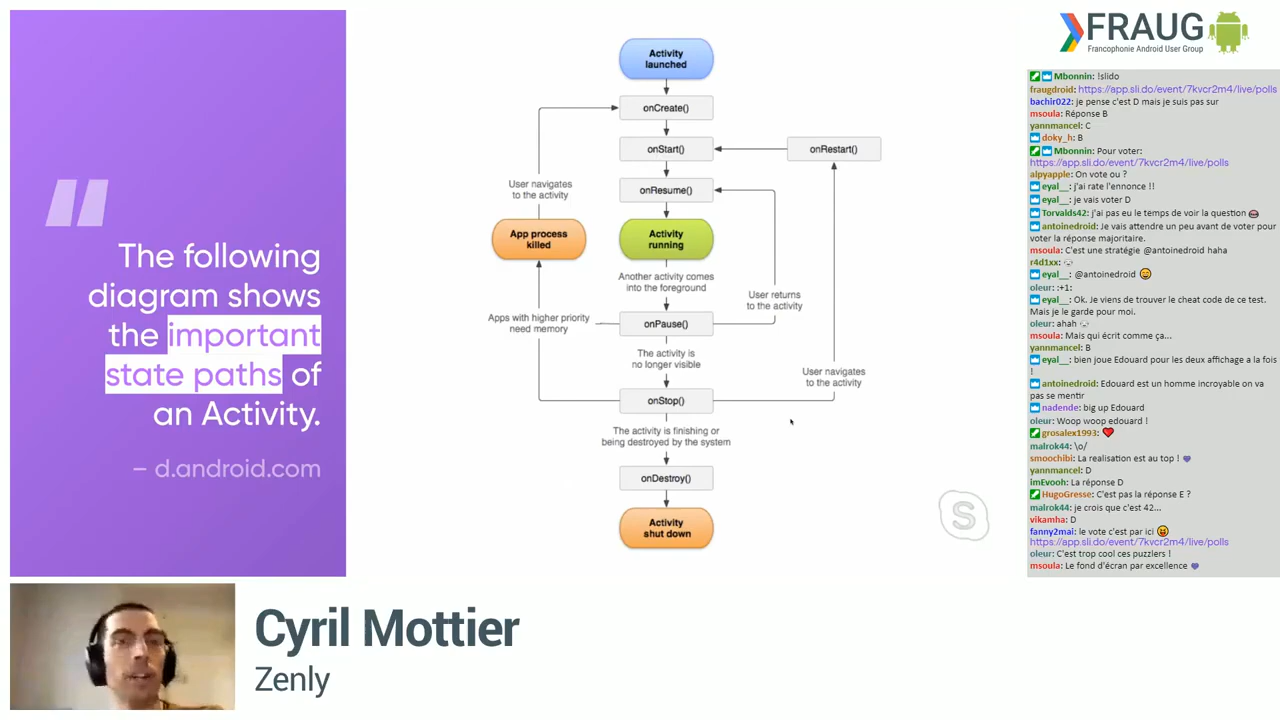 The following
diagram shows
the important
state paths of
an Activity.
– d.android.com
Activity
launched
onCreate()
onStart()
onRestart()
User navigates
to the activity
onResume()
App process
killed
Activity
running
Another activity comes
into the foreground
User returns
to the activity
Apps with higher priority
need memory
onPause()
The activity is
no longer visible
User navigates
to the activity
onStop()
The activity is finishing or
being destroyed by the system
onDestroy()
Activity
shut down
S
FRAUG
Francophonie Android User Group
Mbonnin: !slido
fraugdroid: https://app.sli.do/event/7kvcr2m4/live/polls
bachir022: je pense c'est D mais je suis pas sur
msoula: Réponse B
yannmancel: C
doky_h: B
Mbonnin: Pour voter:
https://app.sli.do/event/7kvcr2m4/live/polls
alpyapple: On vote ou ?
eyal__: j'ai rate l'ennonce !!
eyal__: je vais voter D
Torvalds42: j'ai pas eu le temps de voir la question
antoinedroid: Je vais attendre un peu avant de voter pour
voter la réponse majoritaire.
msoula: C'est une stratégie @antoinedroid haha
r4d1xx:
eyal__: @antoinedroid
oleur: :+1:
eyal__: Ok. Je viens de trouver le cheat code de ce test.
Mais je le garde pour moi.
oleur: ahah
msoula: Mais qui écrit comme ça...
yannmancel: B
eyal__: bien joue Edouard pour les deux affichage a la fois
!
antoinedroid: Edouard est un homme incroyable on va
pas se mentir
nadende: big up Edouard
oleur: Woop woop edouard !
grosalex1993:
malrok44: \o/
smoochibi: La realisation est au top !
yannmancel: D
imEvooh: La réponse D
HugoGresse: C'est pas la réponse E ?
malrok44: je crois que c'est 42...
vikamha: D
fanny2mai: le vote c'est par ici
https://app.sli.do/event/7kvcr2m4/live/polls
oleur: C'est trop cool ces puzzlers !
msoula: Le fond d'écran par excellence
Cyril Mottier
Zenly